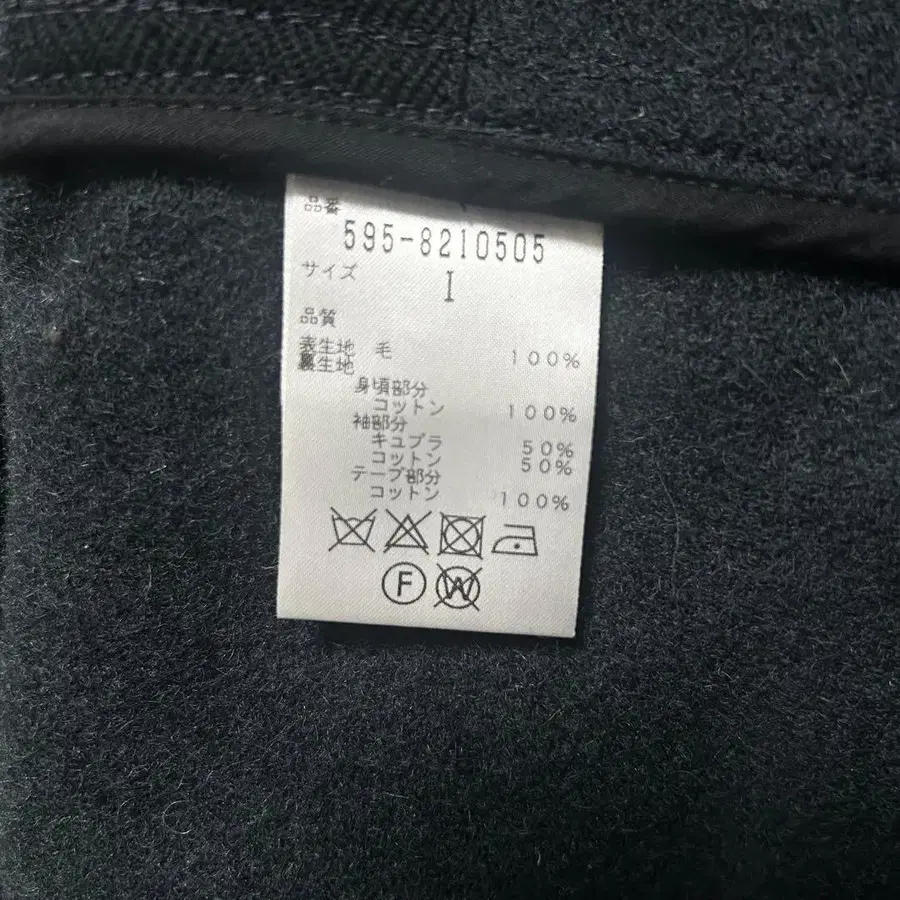 品番
595-8210505
サイズ
1
品質
表生地 毛 100%
裏生地
身頃部分
コットン 100%
袖部分
キュプラ 50%
コットン 50%
テープ部分
コットン 100%
F W